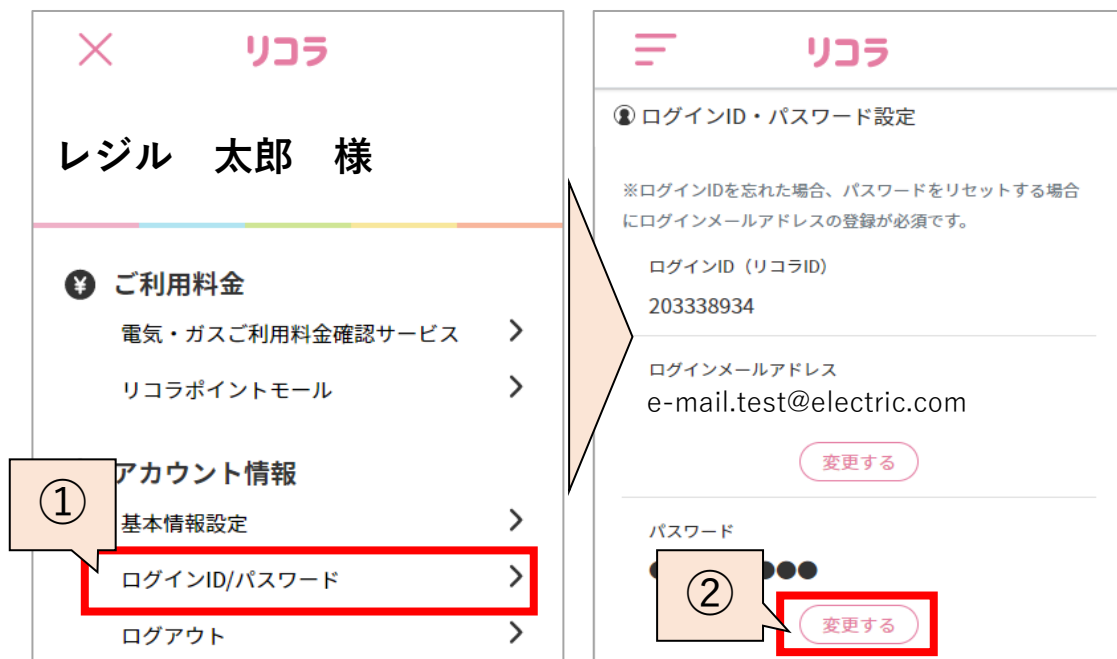 リコラ
レジル　太郎　様
ご利用料金
電気・ガスご利用料金確認サービス
リコラポイントモール
アカウント情報
①
基本情報設定
ログインID/パスワード
ログアウト
リコラ
ログインID・パスワード設定
※ログインIDを忘れた場合、パスワードをリセットする場合
にログインメールアドレスの登録が必須です。
ログインID（リコラID）
203338934
ログインメールアドレス
e-mail.test@electric.com
変更する
パスワード
②
変更する